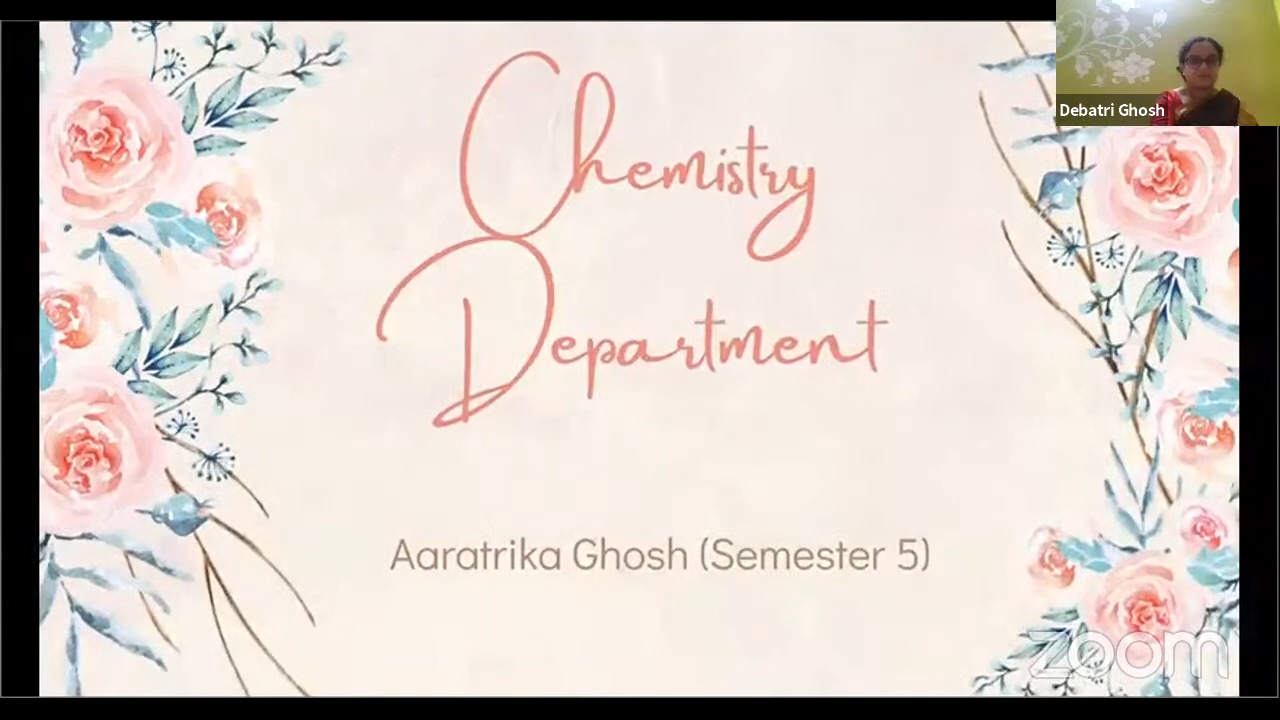 Chemistry
Department
Aaratrika Ghosh (Semester 5)
Debatri Ghosh
zoom